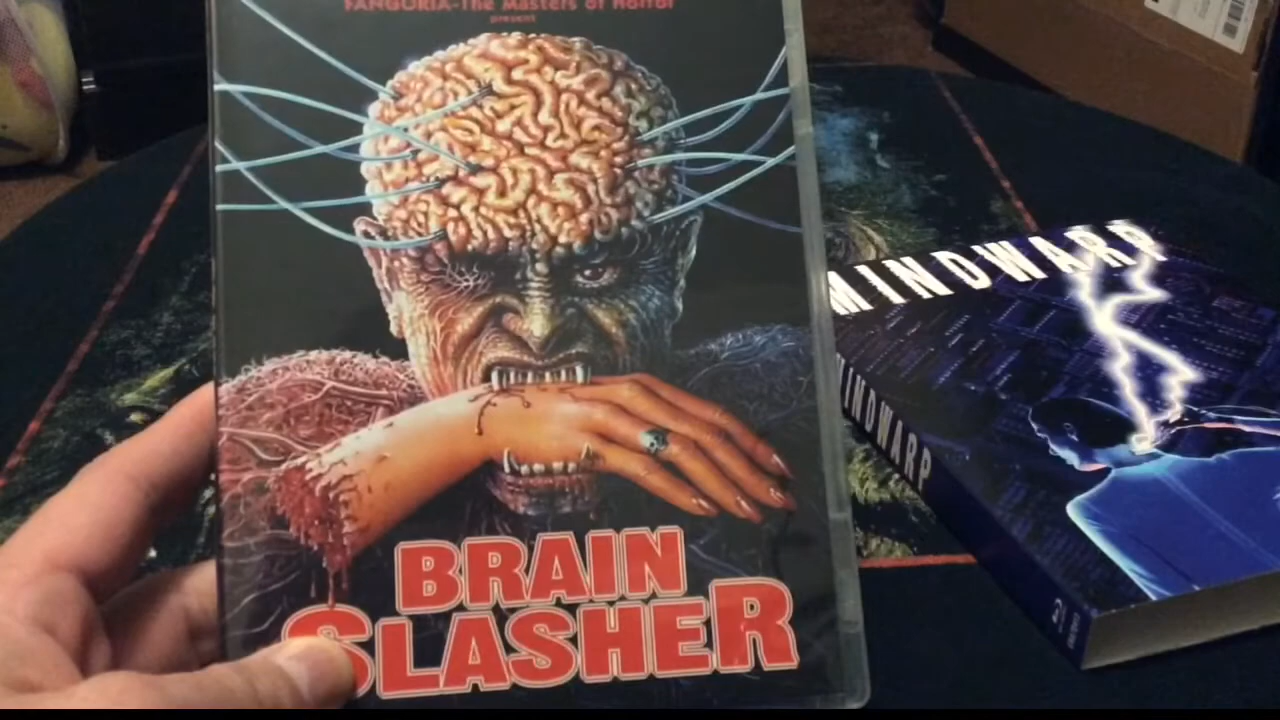 FANGORIA-The Masters of Horror
present
BRAIN
SLASHER
MINDWARP
MINDWARP